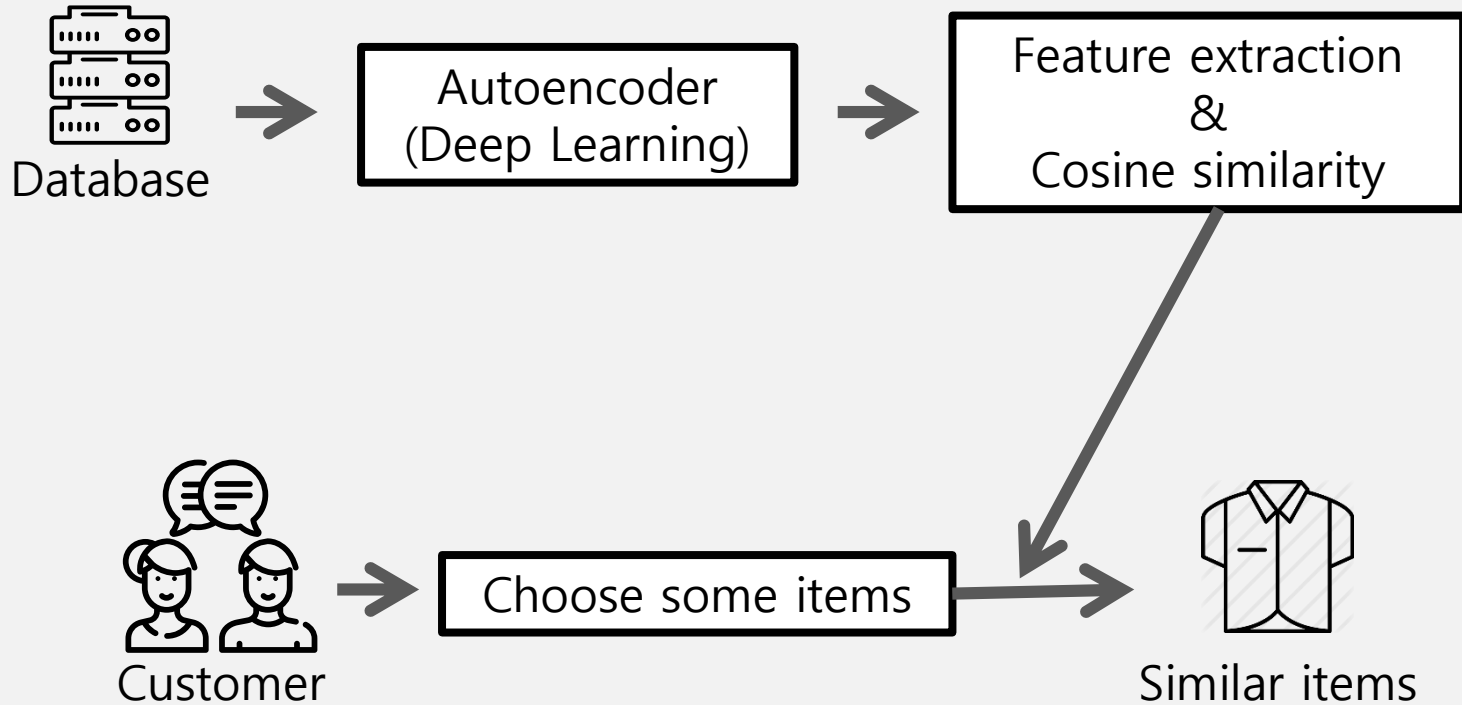 Database
Autoencoder
(Deep Learning)
Feature extraction
&
Cosine similarity
Customer
Choose some items
Similar items